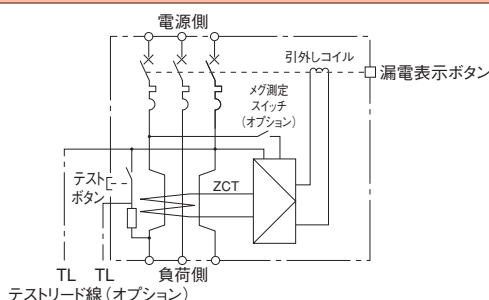 電源側
引外しコイル
漏電表示ボタン
メグ測定
スイッチ
(オプション)
テスト
ボタン
ZCT
TL TL
負荷側
テストリード線(オプション)